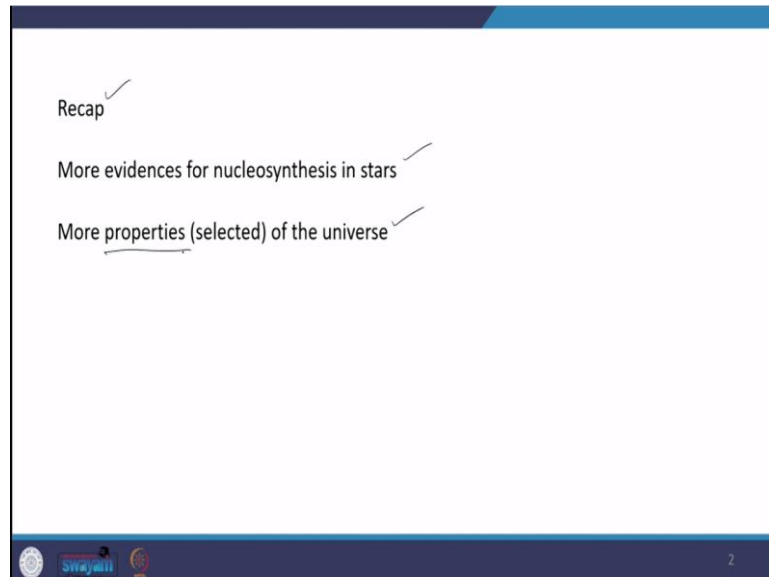 Recap
More evidences for nucleosynthesis in stars
More properties (selected) of the universe
swayam
2